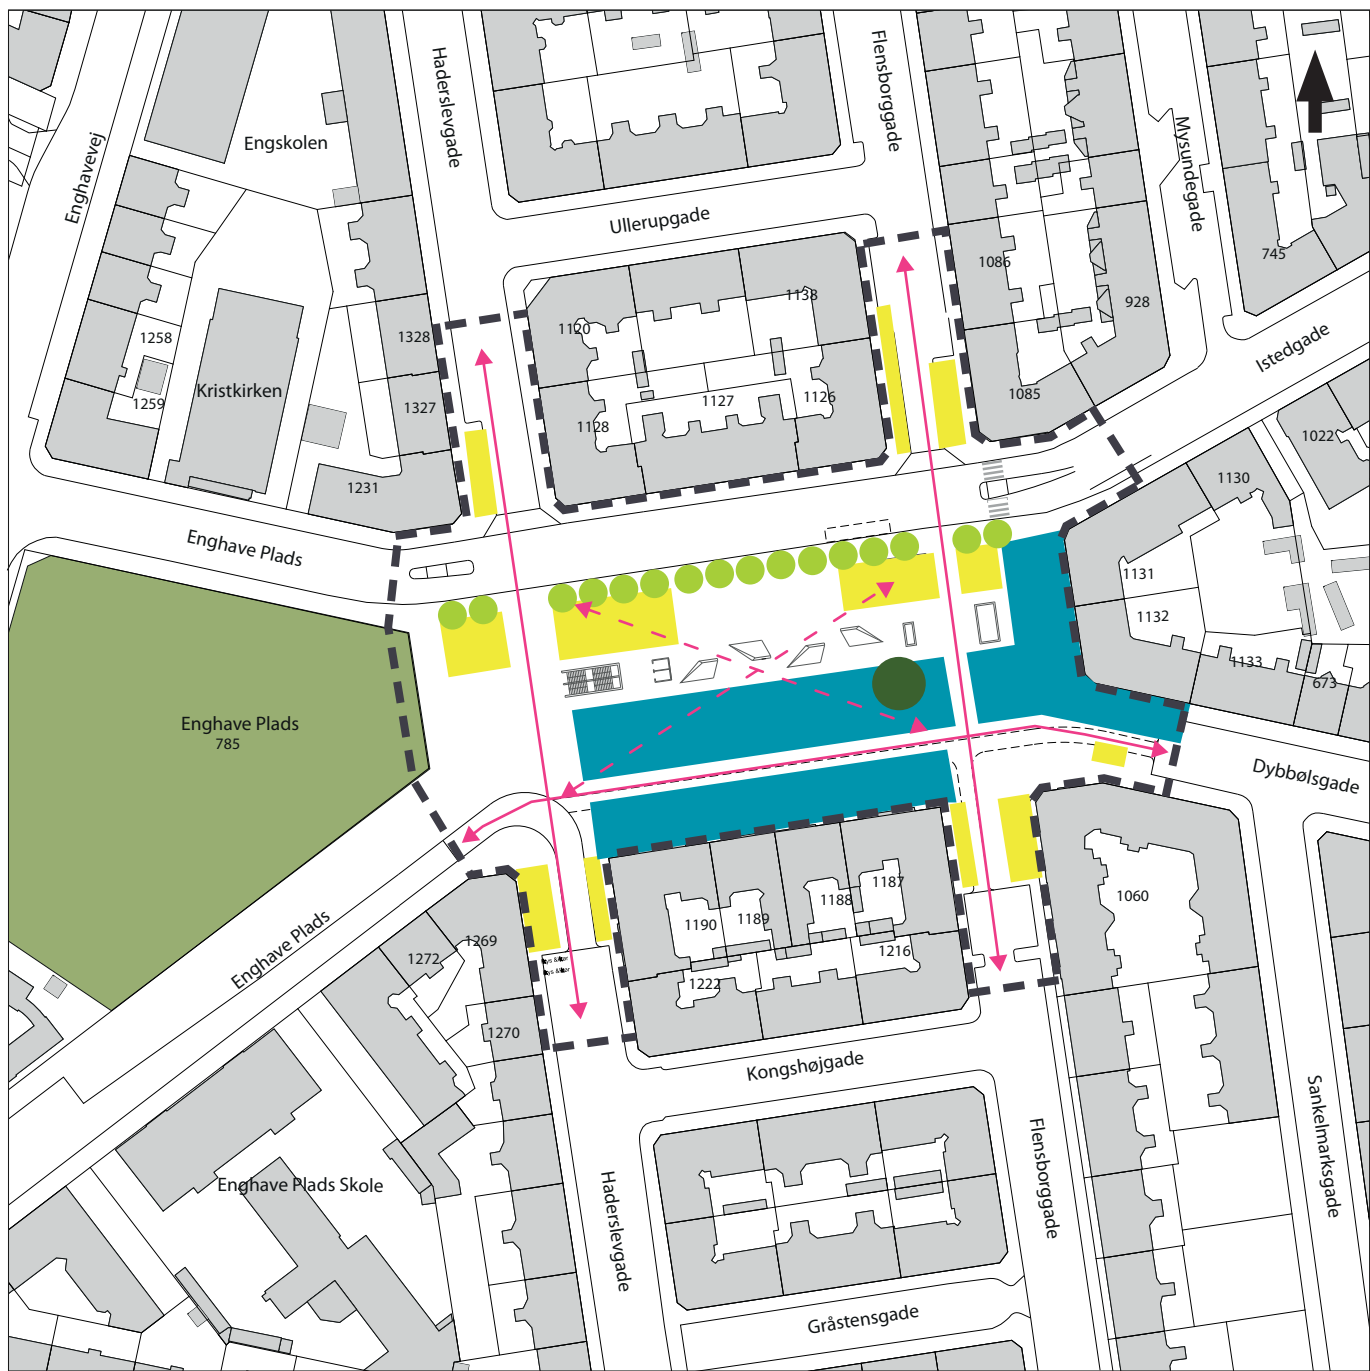 Haderslevgade
Flensborggade
Engskolen
Mysundegade
Enghavevej
Ullerupgade
745
1086
1138
928
1120
1258
1328
Istedgade
Kristkirken
1259
1327
1127
1126
1085
1128
1022
1231
1130
Enghave Plads
1131
1132
1133
673
Enghave Plads
785
Dybbølsgade
1187
1060
1188
1190
1189
Enghave Plads
1269
1272
1216
1222
1270
Kongshøjgade
Sankelmarksgade
Flensborggade
Haderslevgade
Enghave Plads Skole
Gråstensgade